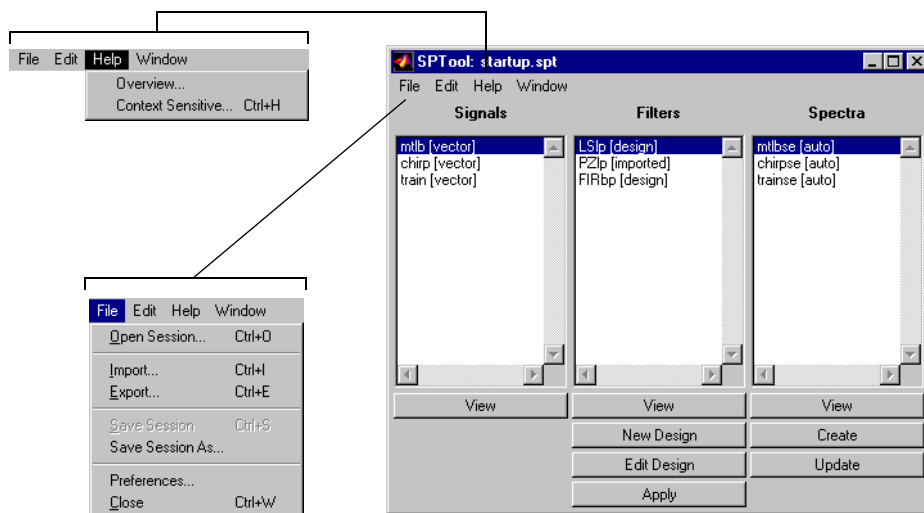 File Edit Help Window
Overview...
Context Sensitive... Ctrl+H
SPTool: startup.spt
File Edit Help Window
Signals
mtlb [vector]
chirp [vector]
train [vector]
View
Filters
LSlp [design]
PZlp [imported]
FIRbp [design]
View
New Design
Edit Design
Apply
Spectra
mtlbse [auto]
chirpse [auto]
trainse [auto]
View
Create
Update
File Edit Help Window
Open Session... Ctrl+O
Import... Ctrl+I
Export... Ctrl+E
Save Session Ctrl+S
Save Session As...
Preferences...
Close Ctrl+W